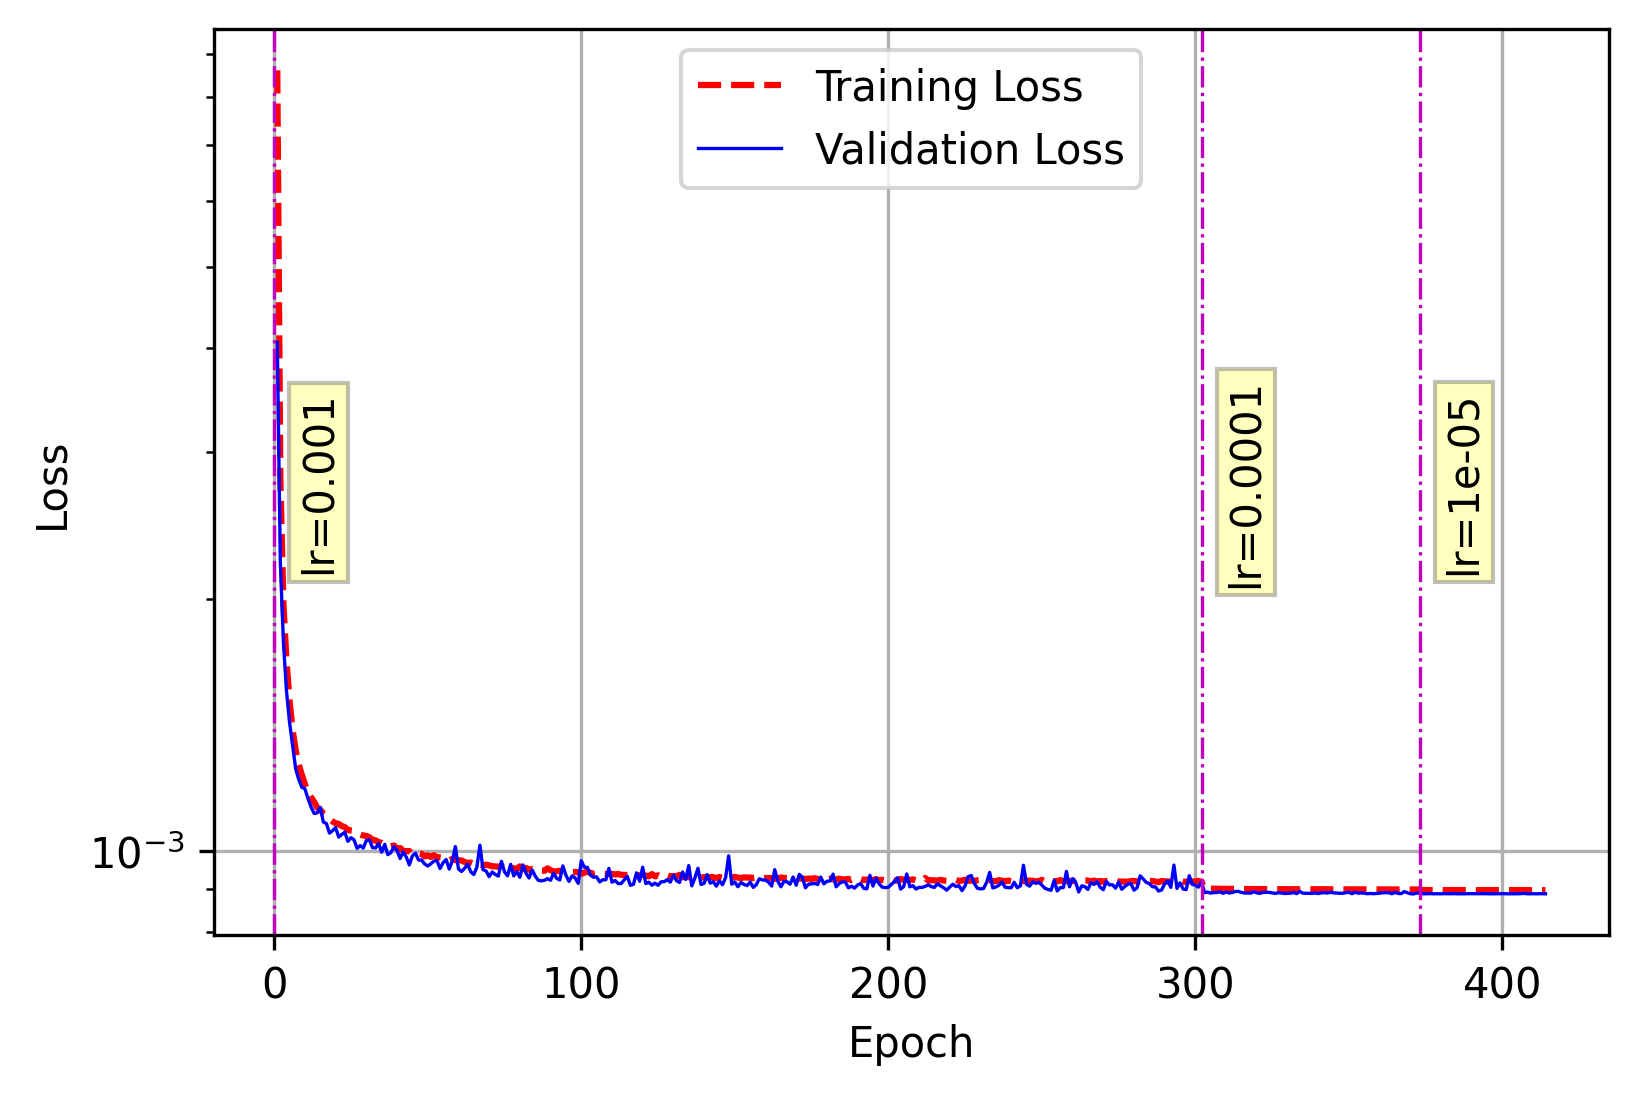 Training Loss
Validation Loss
lr=0.001
lr=0.0001
lr=1e-05
Loss
10⁻³
0
100
200
300
400
Epoch